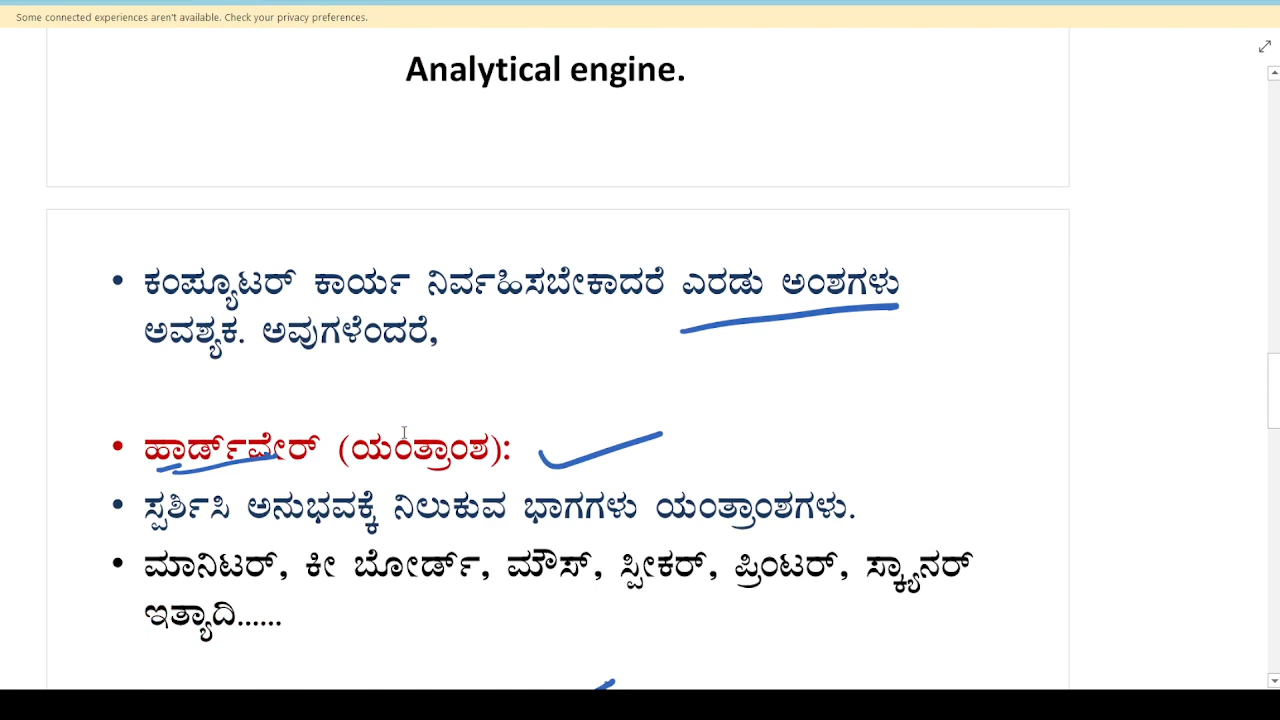 Some connected experiences aren't available. Check your privacy preferences.
Analytical engine.
• ಕಂಪ್ಯೂಟರ್ ಕಾರ್ಯ ನಿರ್ವಹಿಸಬೇಕಾದರೆ ಎರಡು ಅಂಶಗಳು
ಅವಶ್ಯಕ. ಅವುಗಳೆಂದರೆ,
• ಹಾರ್ಡ್‌ವೇರ್ (ಯಂತ್ರಾಂಶ):
• ಸ್ಪರ್ಶಿಸಿ ಅನುಭವಕ್ಕೆ ನಿಲುಕುವ ಭಾಗಗಳು ಯಂತ್ರಾಂಶಗಳು.
• ಮಾನಿಟರ್, ಕೀ ಬೋರ್ಡ್, ಮೌಸ್, ಸ್ಪೀಕರ್, ಪ್ರಿಂಟರ್, ಸ್ಕ್ಯಾನರ್
ಇತ್ಯಾದಿ......